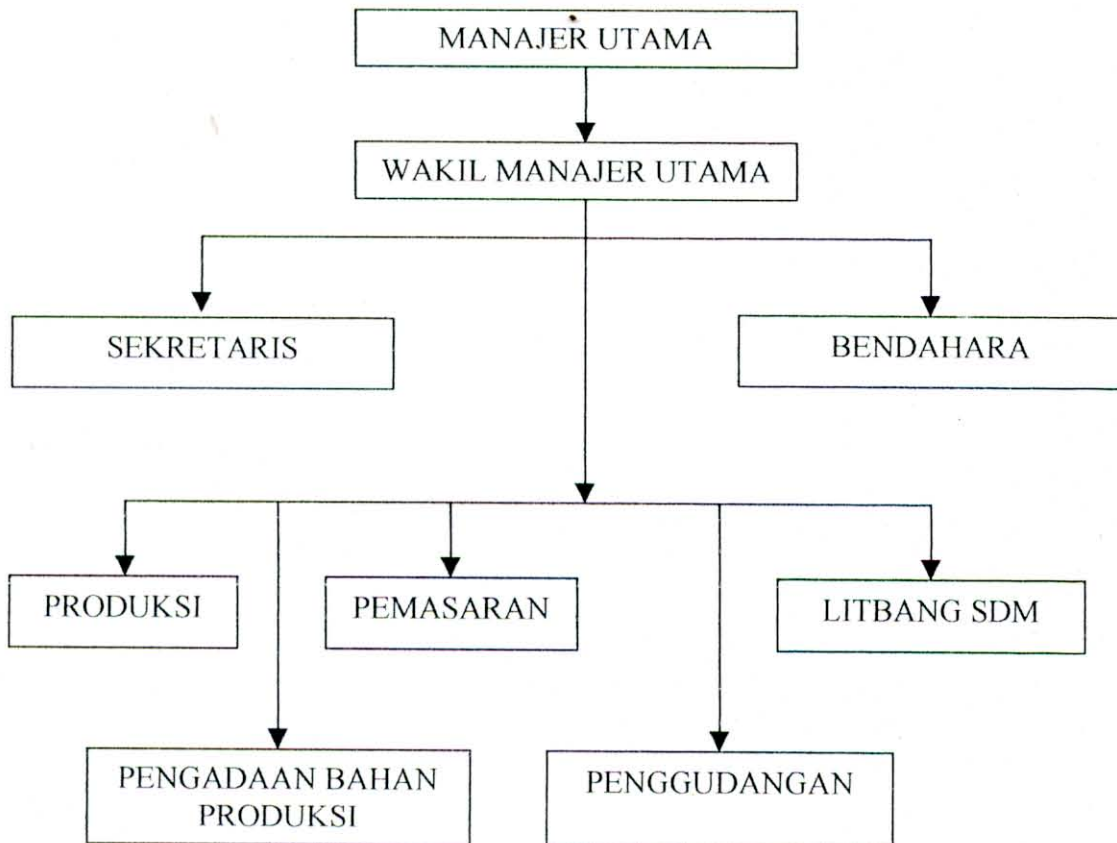 MANAJER UTAMA
WAKIL MANAJER UTAMA
SEKRETARIS
BENDAHARA
PRODUKSI
PEMASARAN
LITBANG SDM
PENGADAAN BAHAN
PRODUKSI
PENGGUDANGAN